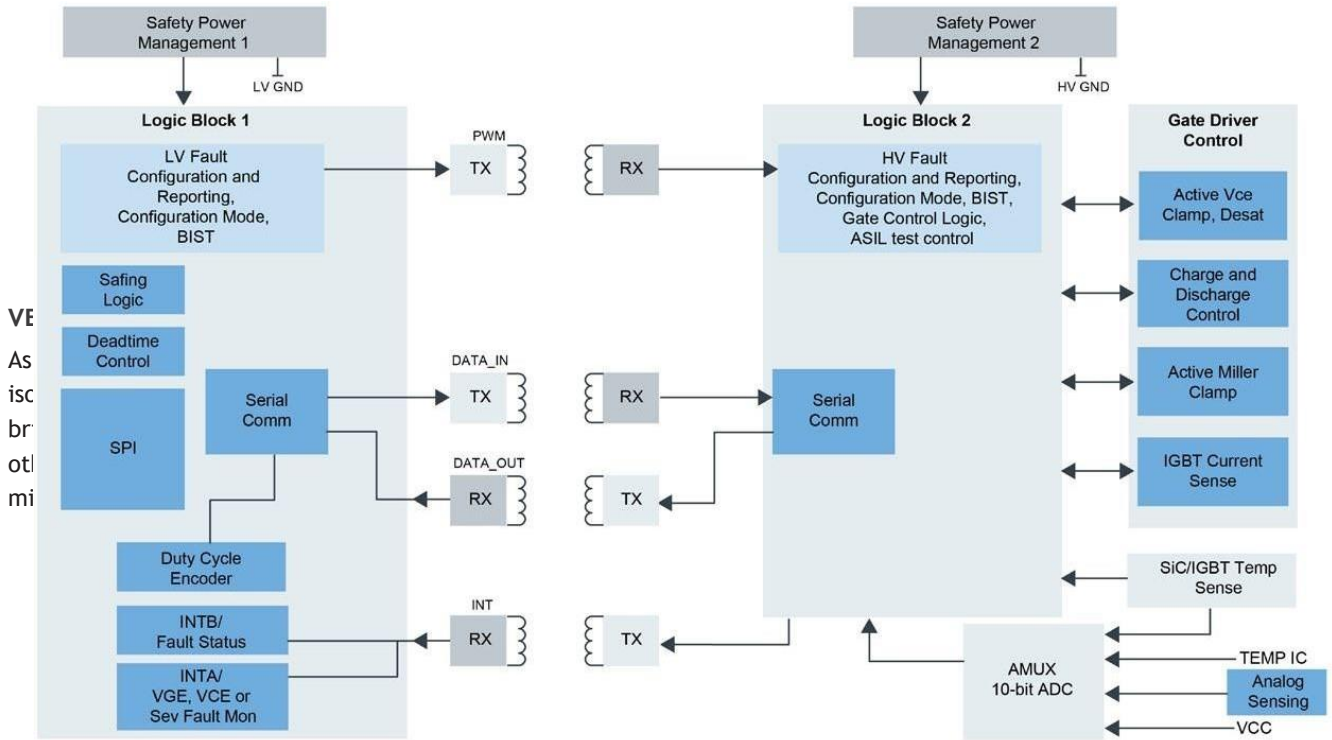 Safety Power
Management 1
LV GND
Safety Power
Management 2
HV GND
Logic Block 1
LV Fault
Configuration and
Reporting,
Configuration Mode,
BIST
Safing
Logic
Deadtime
Control
SPI
Serial
Comm
Duty Cycle
Encoder
INTB/
Fault Status
INTA/
VGE, VCE or
Sev Fault Mon
PWM
TX
RX
DATA_IN
TX
RX
DATA_OUT
RX
TX
INT
RX
TX
Logic Block 2
HV Fault
Configuration and Reporting,
Configuration Mode, BIST,
Gate Control Logic,
ASIL test control
Serial
Comm
Gate Driver
Control
Active Vce
Clamp, Desat
Charge and
Discharge
Control
Active Miller
Clamp
IGBT Current
Sense
SiC/IGBT Temp
Sense
AMUX
10-bit ADC
TEMP IC
Analog
Sensing
VCC
As